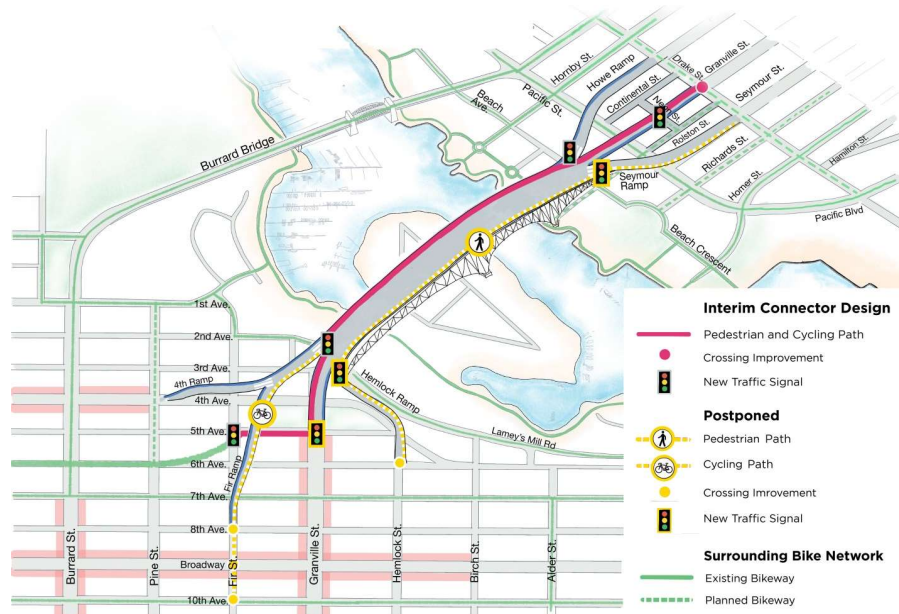 Hornby St.
Howe Ramp
Drake St.
Granville St.
Continental St.
Seymour St.
Beach
Ave.
Pacific St.
Rolston St.
Richards St.
Hamilton St.
Burrard Bridge
Seymour
Ramp
Homer St.
Pacific Blvd
Beach Crescent
1st Ave.
2nd Ave.
3rd Ave.
4th Ramp
4th Ave.
Hemlock Ramp
5th Ave.
Lamey's Mill Rd
6th Ave.
Fir Ramp
7th Ave.
8th Ave.
Broadway
10th Ave.
Burrard St.
Pine St.
Fir St.
Granville St.
Hemlock St.
Birch St.
Alder St.
Interim Connector Design
Pedestrian and Cycling Path
Crossing Improvement
New Traffic Signal
Postponed
Pedestrian Path
Cycling Path
Crossing Imrovement
New Traffic Signal
Surrounding Bike Network
Existing Bikeway
Planned Bikeway